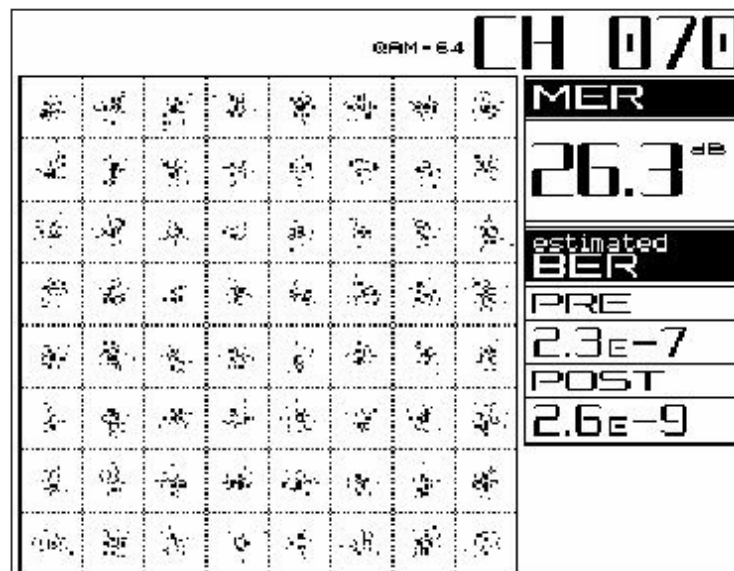 QAM-64 CH 070
MER
26.3 dB
estimated
BER
PRE
2.3E-7
POST
2.6E-9